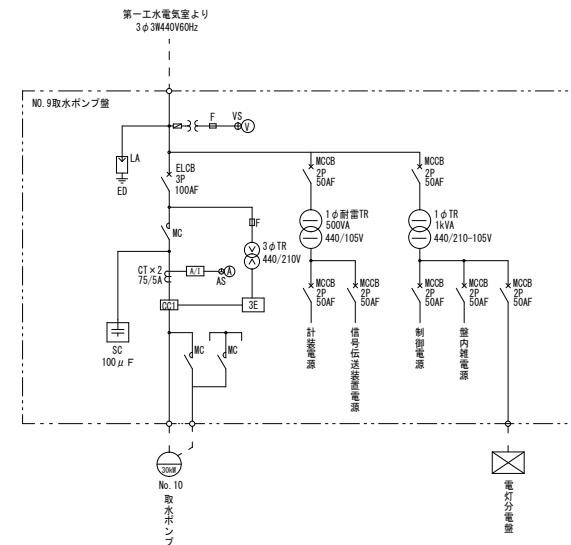 第一工水電気室より
3φ3W440V60Hz
NO.9取水ポンプ盤
F
VS
V
LA
ED
ELCB
3P
100AF
MCCB
2P
50AF
MCCB
2P
50AF
MC
F
1φ耐雷TR
500VA
440/105V
1φTR
1kVA
440/210-105V
3φTR
440/210V
CT×2
75/5A
A/I
A
AS
CC1
3E
MCCB
2P
50AF
MCCB
2P
50AF
MCCB
2P
50AF
MCCB
2P
50AF
MCCB
2P
50AF
SC
100μF
MC
MC
計装電源
信号伝送装置電源
制御電源
盤内雑電源
30kW
No.10
取水ポンプ
電灯分電盤